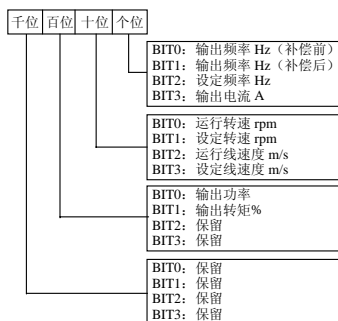 千位 百位 十位 个位
BIT0：输出频率 Hz（补偿前）
BIT1：输出频率 Hz（补偿后）
BIT2：设定频率 Hz
BIT3：输出电流 A
BIT0：运行转速 rpm
BIT1：设定转速 rpm
BIT2：运行线速度 m/s
BIT3：设定线速度 m/s
BIT0：输出功率
BIT1：输出转矩%
BIT2：保留
BIT3：保留
BIT0：保留
BIT1：保留
BIT2：保留
BIT3：保留